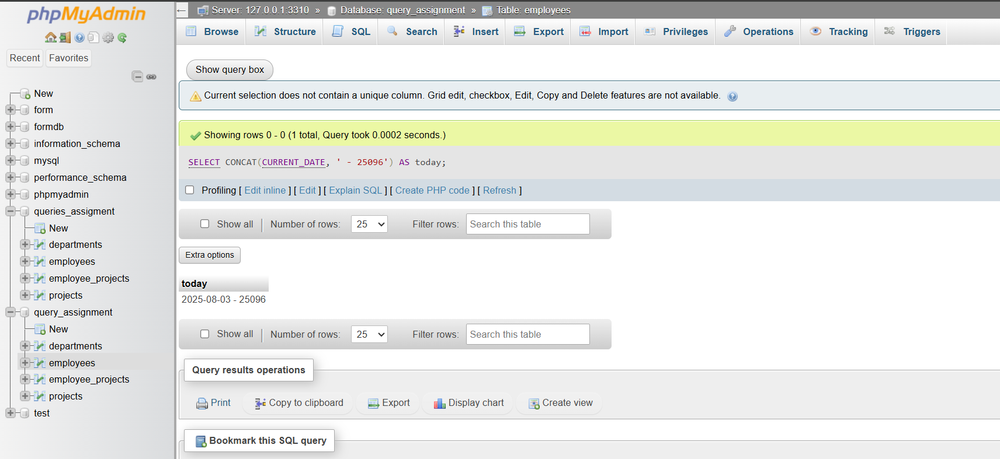 phpMyAdmin
Recent
Favorites
New
form
formdb
information_schema
mysql
performance_schema
phpmyadmin
queries_assigment
New
departments
employees
employee_projects
projects
query_assignment
New
departments
employees
employee_projects
projects
test
Server: 127.0.0.1:3310 » Database: query_assignment » Table: employees
Browse Structure SQL Search Insert Export Import Privileges Operations Tracking Triggers
Show query box
Current selection does not contain a unique column. Grid edit, checkbox, Edit, Copy and Delete features are not available.
Showing rows 0 - 0 (1 total, Query took 0.0002 seconds.)
SELECT CONCAT(CURRENT_DATE, ' - 25096') AS today;
Profiling [ Edit inline ] [ Edit ] [ Explain SQL ] [ Create PHP code ] [ Refresh ]
Show all | Number of rows: 25 Filter rows: Search this table
Extra options
today
2025-08-03 - 25096
Show all | Number of rows: 25 Filter rows: Search this table
Query results operations
Print Copy to clipboard Export Display chart Create view
Bookmark this SQL query